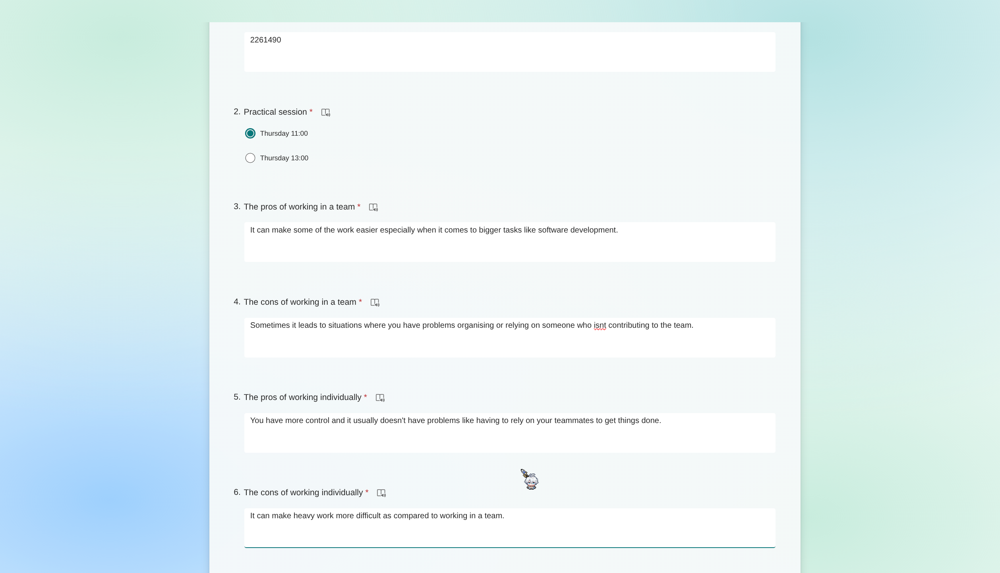 2261490
2. Practical session *
Thursday 11:00
Thursday 13:00
3. The pros of working in a team *
It can make some of the work easier especially when it comes to bigger tasks like software development.
4. The cons of working in a team *
Sometimes it leads to situations where you have problems organising or relying on someone who isnt contributing to the team.
5. The pros of working individually *
You have more control and it usually doesn't have problems like having to rely on your teammates to get things done.
6. The cons of working individually *
It can make heavy work more difficult as compared to working in a team.